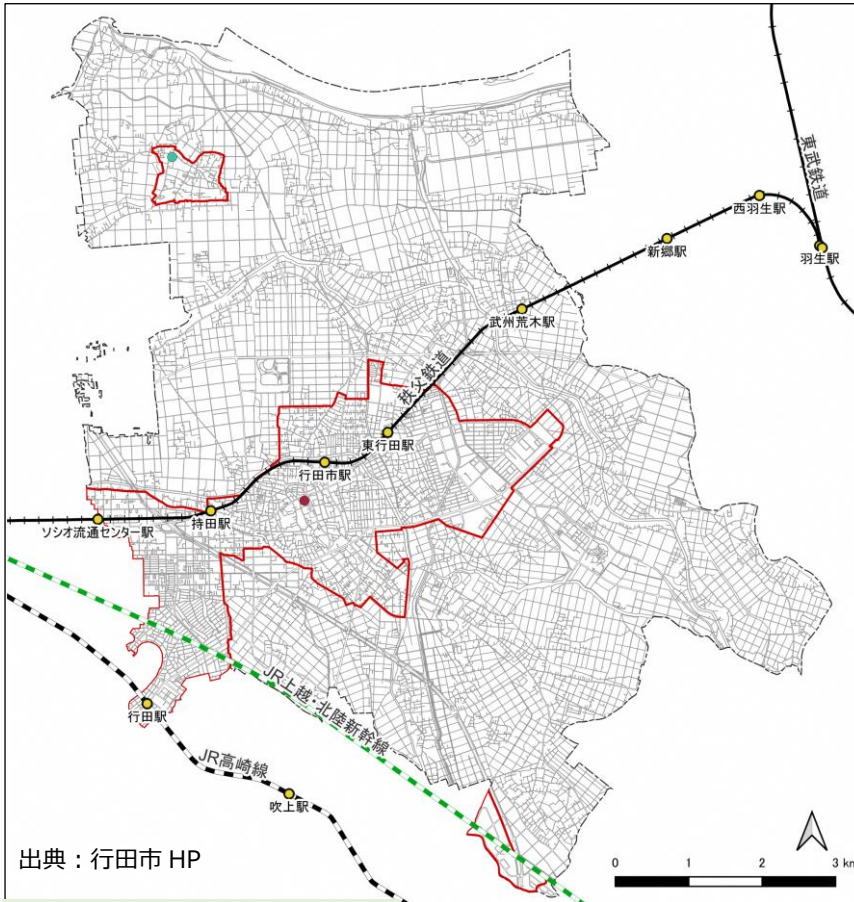 東武鉄道
西羽生駅
新郷駅
羽生駅
武州荒木駅
秩父鉄道
東行田駅
行田市駅
持田駅
ソシオ流通センター駅
JR上越・北陸新幹線
行田駅
JR高崎線
吹上駅
出典：行田市 HP
0 1 2 3 km